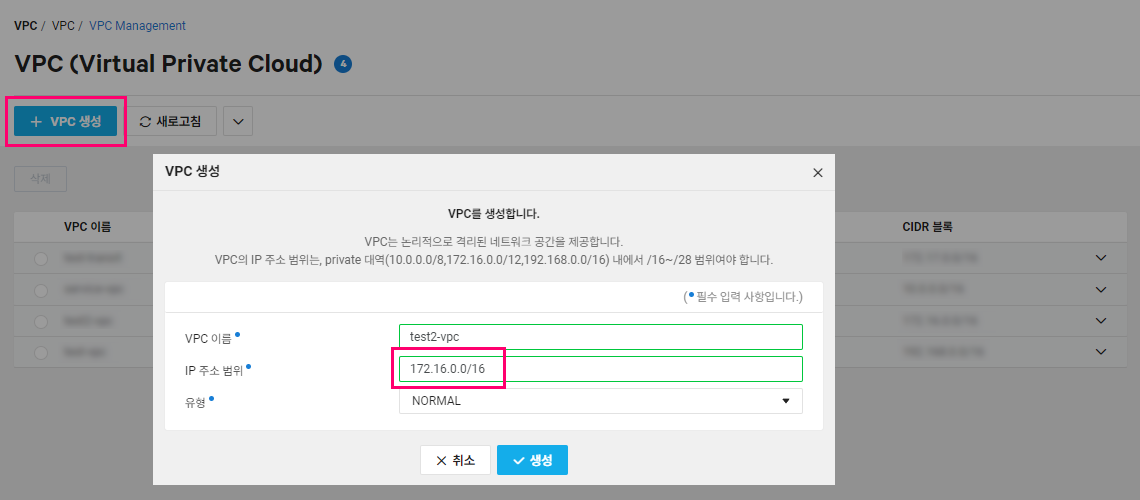 VPC / VPC / VPC Management
VPC (Virtual Private Cloud) 4
+ VPC 생성 새로고침
삭제
VPC 이름 CIDR 블록
VPC 생성
VPC를 생성합니다.
VPC는 논리적으로 격리된 네트워크 공간을 제공합니다.
VPC의 IP 주소 범위는, private 대역(10.0.0.0/8,172.16.0.0/12,192.168.0.0/16) 내에서 /16~/28 범위여야 합니다.
(• 필수 입력 사항입니다.)
VPC 이름 • test2-vpc
IP 주소 범위 • 172.16.0.0/16
유형 • NORMAL
취소 생성